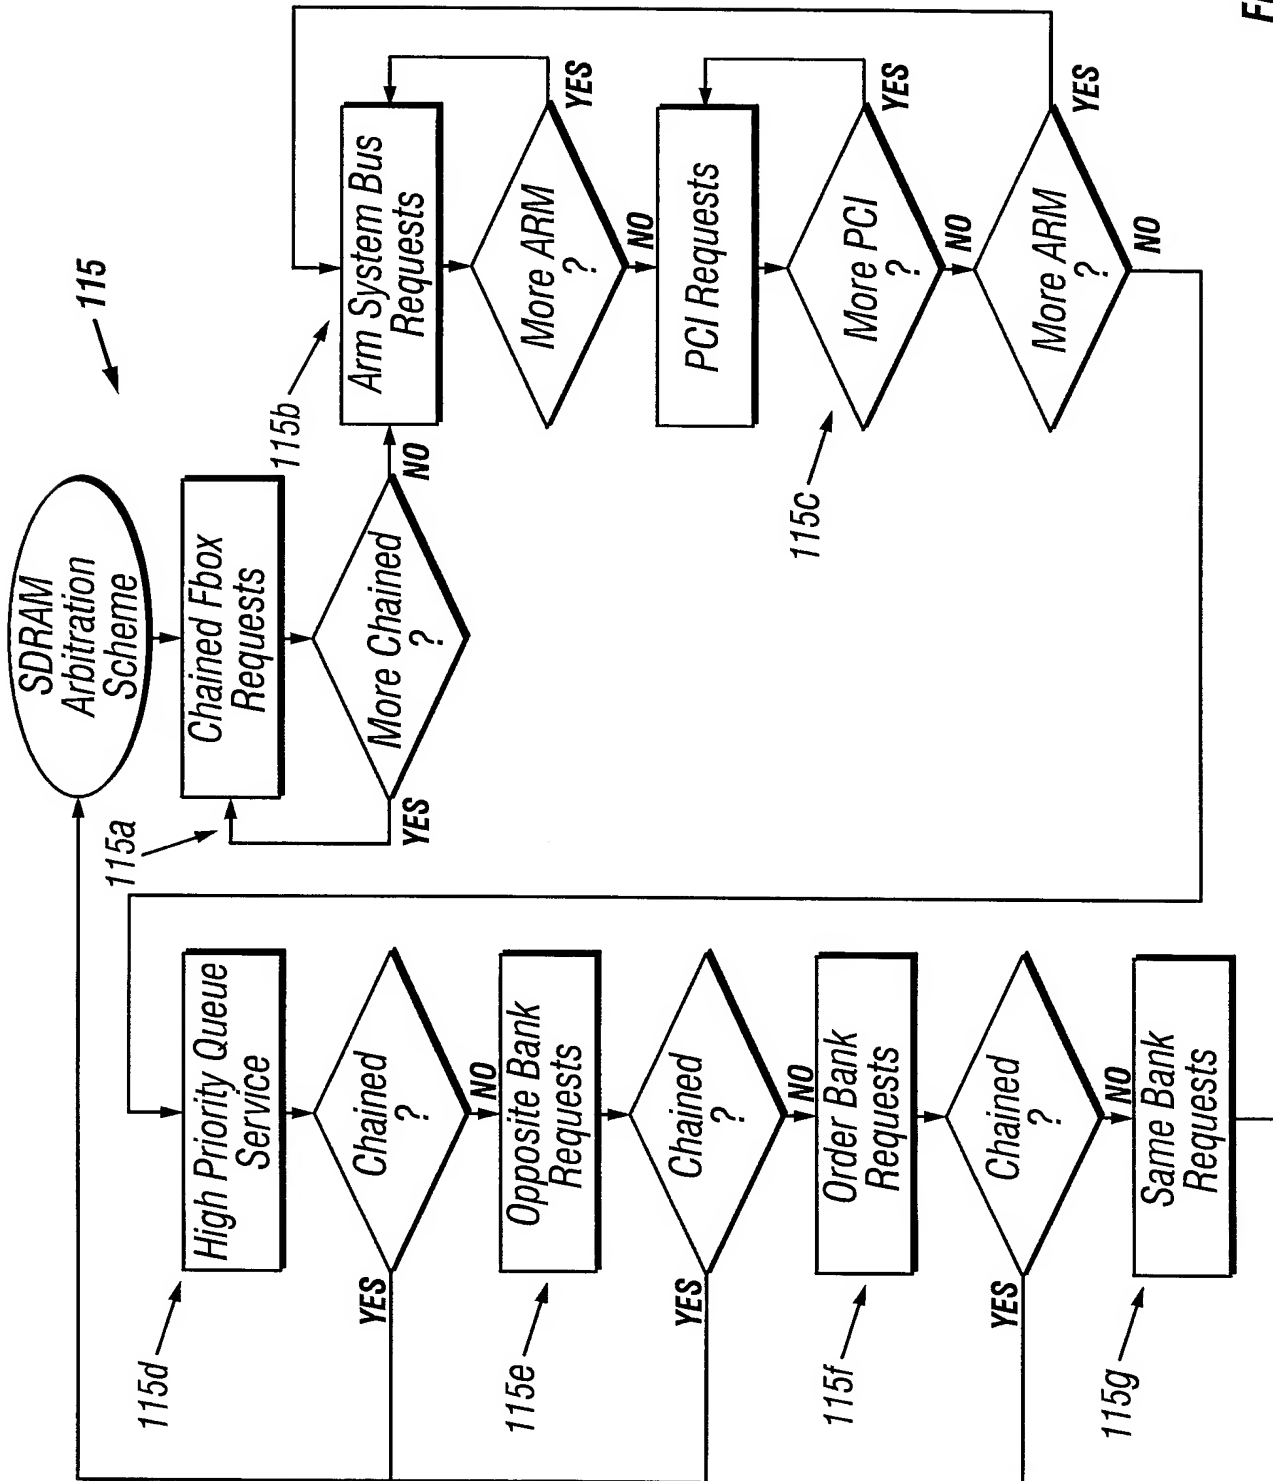 115
SDRAM
Arbitration
Scheme
115a
Chained Fbox
Requests
More Chained
?
YES
NO
115b
Arm System Bus
Requests
More ARM
?
YES
NO
PCI Requests
115c
More PCI
?
YES
NO
More ARM
?
YES
NO
115d
High Priority Queue
Service
Chained
?
YES
NO
115e
Opposite Bank
Requests
Chained
?
YES
NO
115f
Order Bank
Requests
Chained
?
YES
NO
115g
Same Bank
Requests